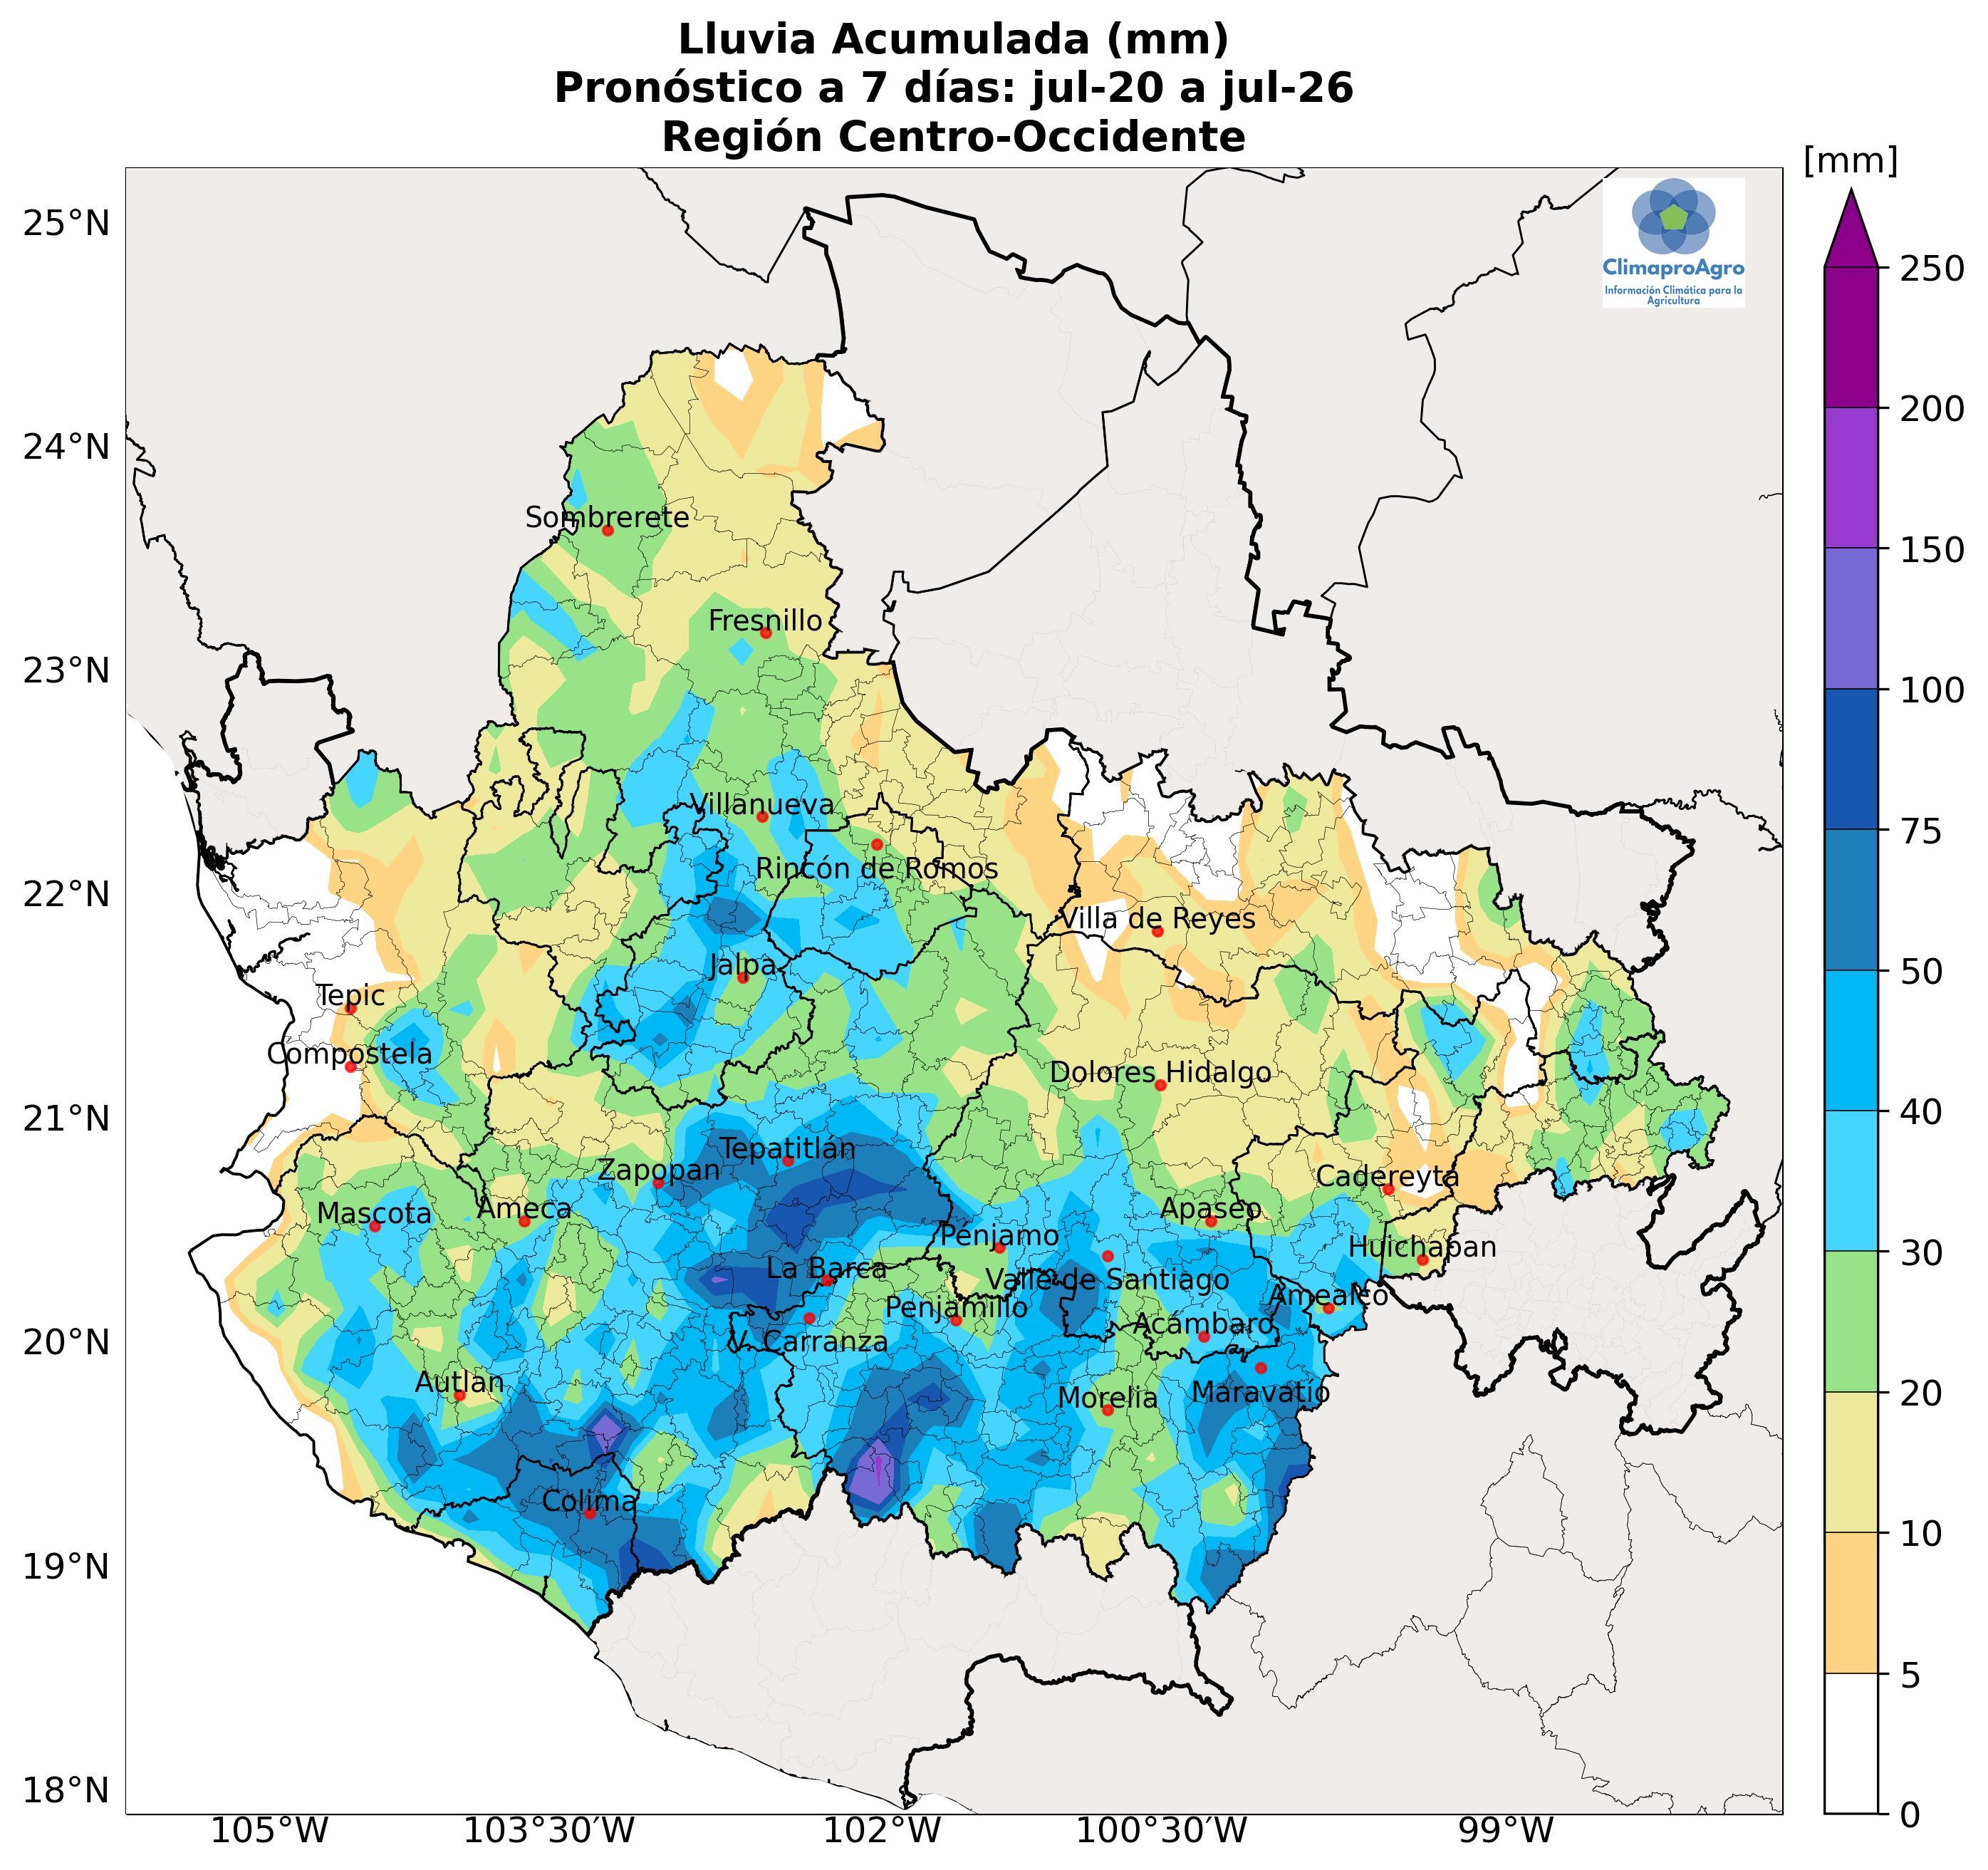 Lluvia Acumulada (mm)
Pronóstico a 7 días: jul-20 a jul-26
Región Centro-Occidente
[mm]
25°N
24°N
23°N
22°N
21°N
20°N
19°N
18°N
ClimaproAgro
Información Climática para la
Agricultura
250
200
150
100
75
50
40
30
20
10
5
0
Sombrerete
Fresnillo
Villanueva
Rincón de Romos
Villa de Reyes
Jalpa
Tepic
Compostela
Dolores Hidalgo
Tepatitlán
Zapopan
Cadereyta
Mascota
Ameca
Apaseo
Pénjamo
Huichapan
La Barca
Valle de Santiago
Amealco
Penjamillo
Acámbaro
V. Carranza
Autlan
Morelia
Maravatío
Colima
105°W
103°30'W
102°W
100°30'W
99°W